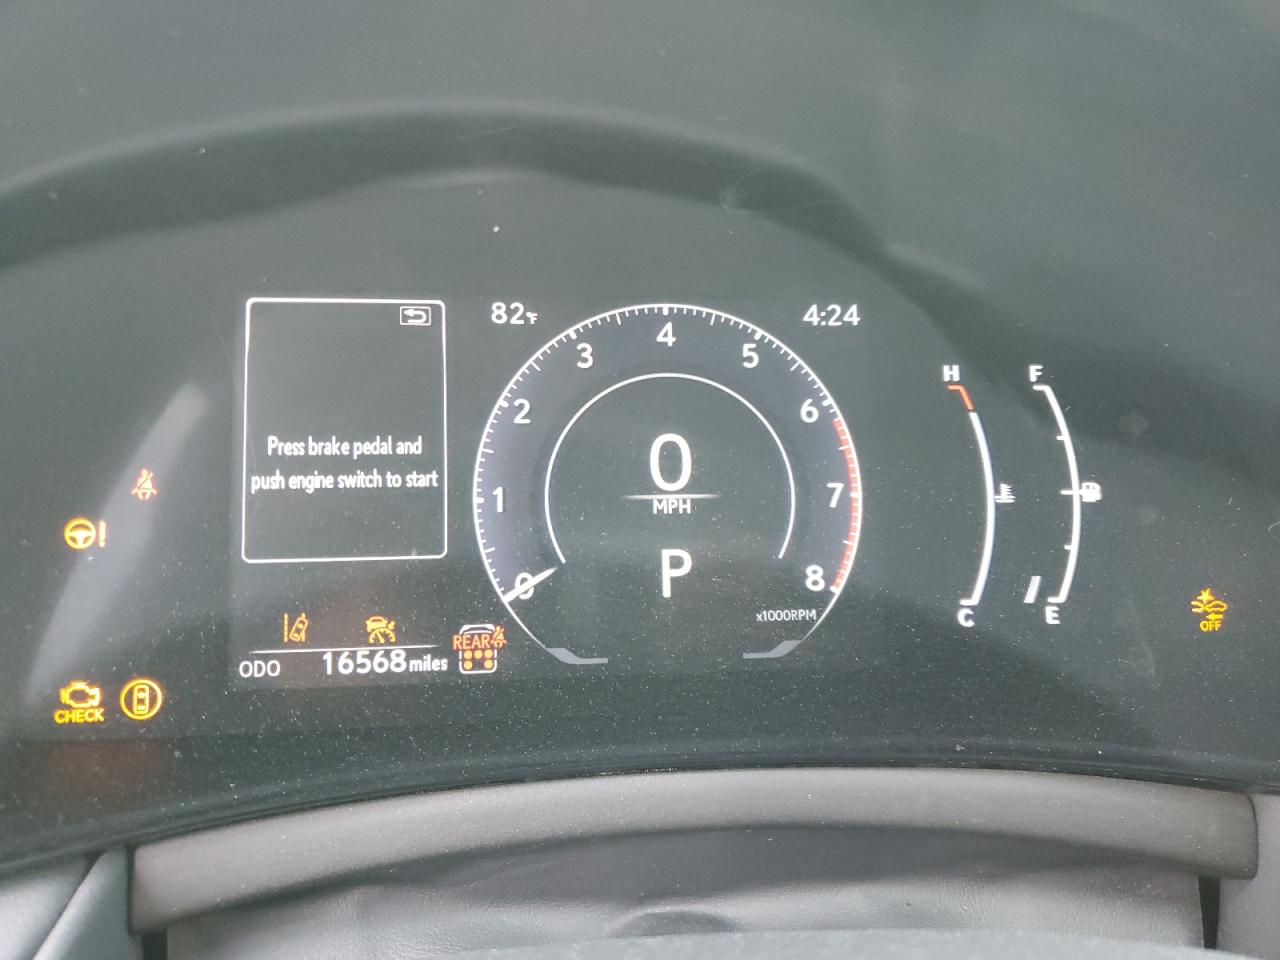 82°F
4:24
Press brake pedal and
push engine switch to start
0
1
2
3
4
5
6
7
8
0
MPH
P
x1000RPM
H
C
F
E
REAR
ODO 16568 miles
CHECK
OFF